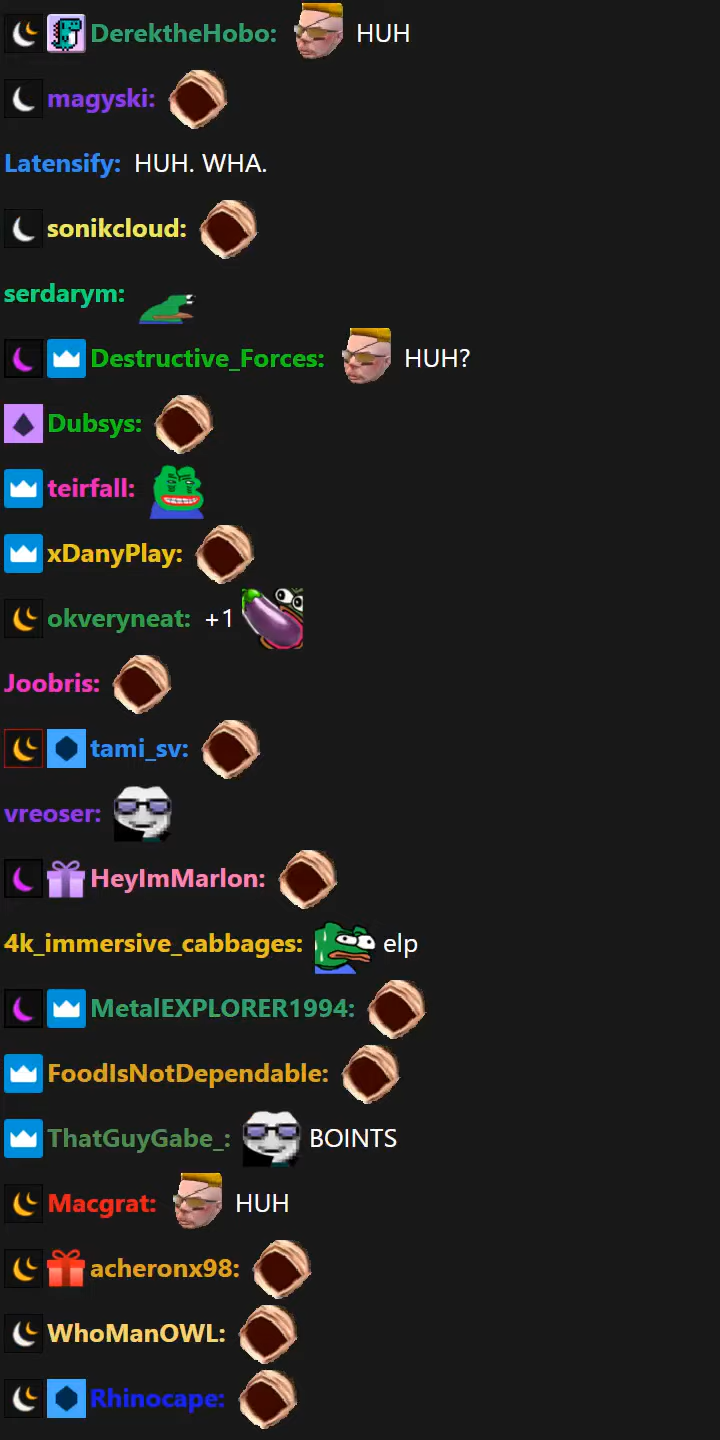 DerektheHobo: HUH
magyski:
Latensify: HUH. WHA.
sonikcloud:
serdarym:
Destructive_Forces: HUH?
Dubsys:
teirfall:
xDanyPlay:
okveryneat: +1
Joobris:
tami_sv:
vreoser:
HeyImMarlon:
4k_immersive_cabbages: elp
MetalEXPLORER1994:
FoodIsNotDependable:
ThatGuyGabe_: BOINTS
Macgrat: HUH
acheronx98:
WhoManOWL:
Rhinocape: